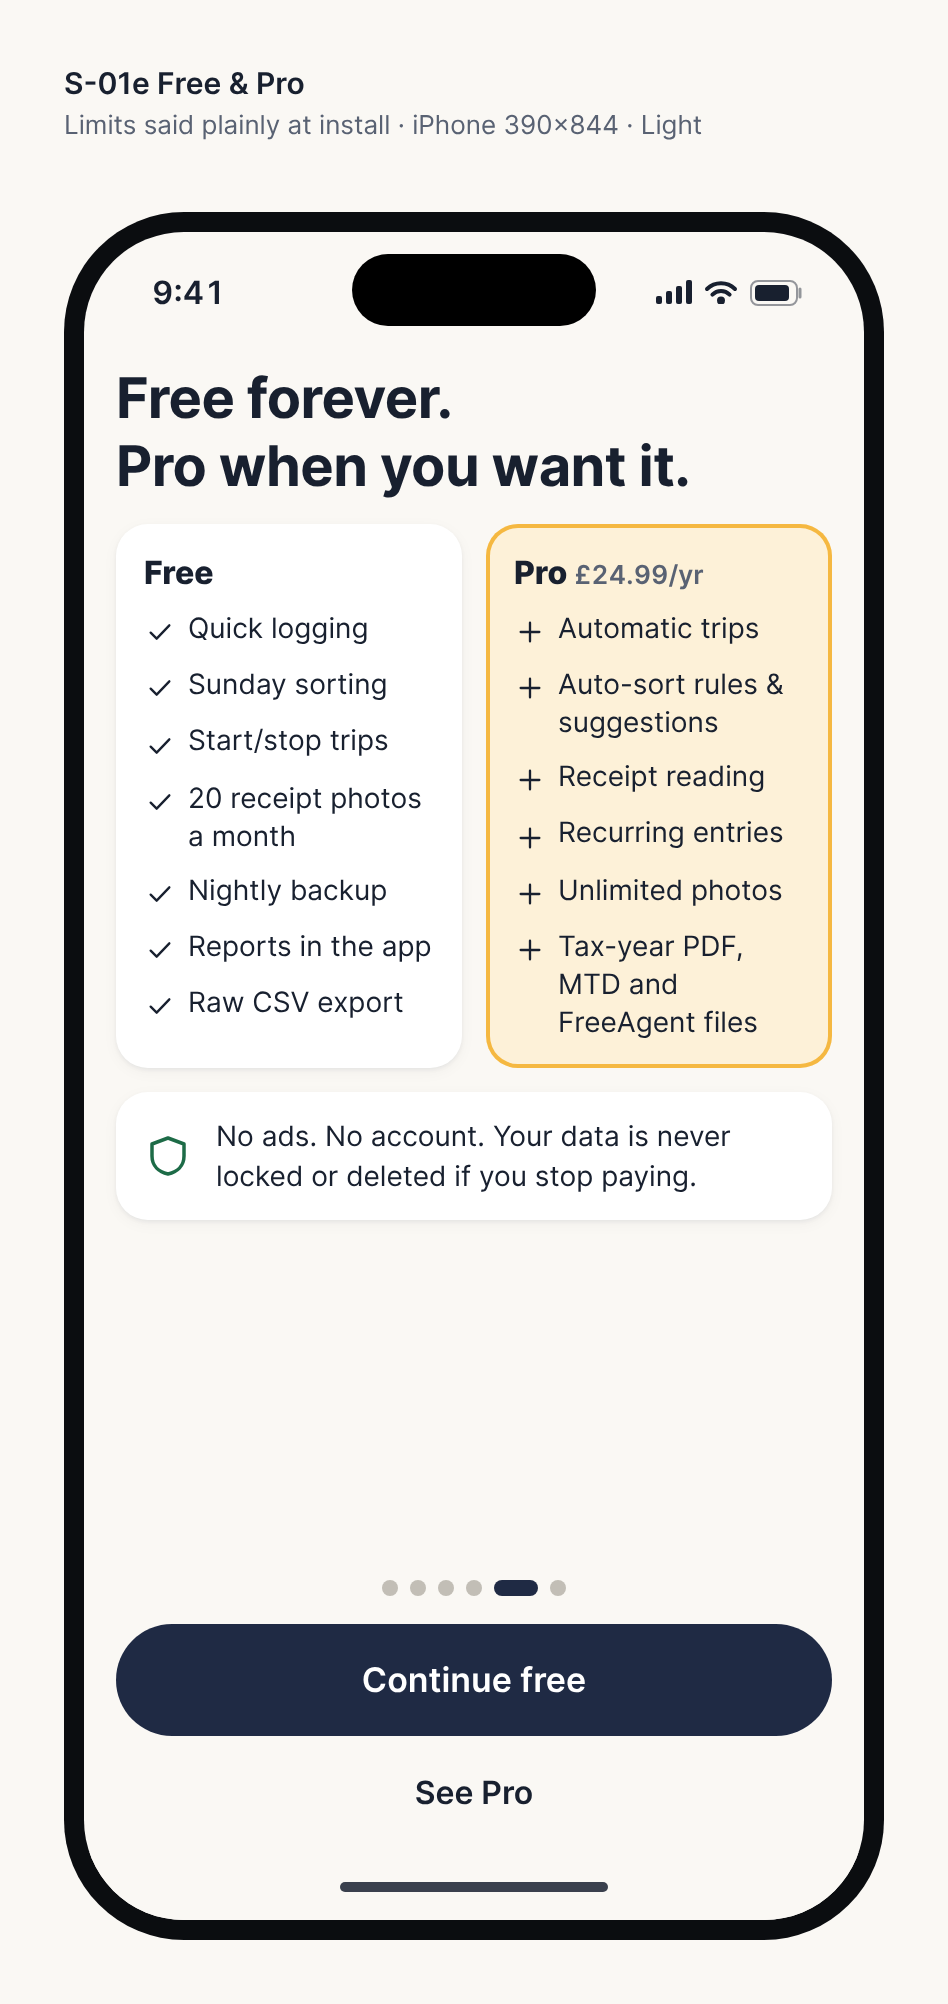 S-01e Free & Pro
Limits said plainly at install · iPhone 390×844 · Light
9:41
Free forever.
Pro when you want it.
Free
Quick logging
Sunday sorting
Start/stop trips
20 receipt photos
a month
Nightly backup
Reports in the app
Raw CSV export
Pro £24.99/yr
Automatic trips
Auto-sort rules &
suggestions
Receipt reading
Recurring entries
Unlimited photos
Tax-year PDF,
MTD and
FreeAgent files
No ads. No account. Your data is never
locked or deleted if you stop paying.
Continue free
See Pro